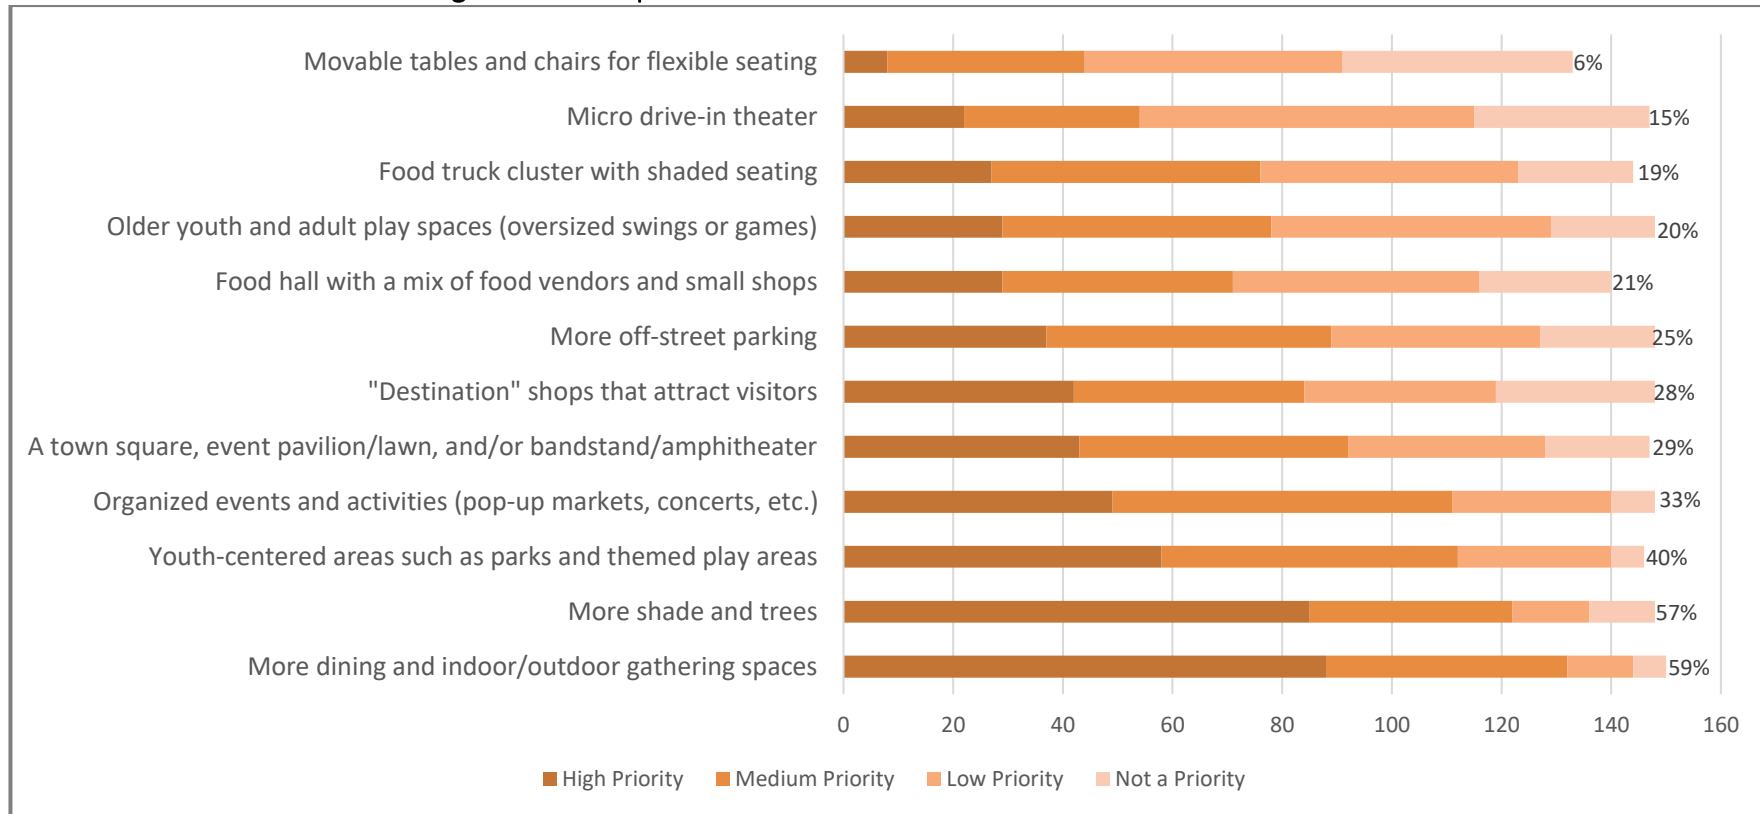 Movable tables and chairs for flexible seating 6%
Micro drive-in theater 15%
Food truck cluster with shaded seating 19%
Older youth and adult play spaces (oversized swings or games) 20%
Food hall with a mix of food vendors and small shops 21%
More off-street parking 25%
"Destination" shops that attract visitors 28%
A town square, event pavilion/lawn, and/or bandstand/amphitheater 29%
Organized events and activities (pop-up markets, concerts, etc.) 33%
Youth-centered areas such as parks and themed play areas 40%
More shade and trees 57%
More dining and indoor/outdoor gathering spaces 59%
0 20 40 60 80 100 120 140 160
High Priority Medium Priority Low Priority Not a Priority